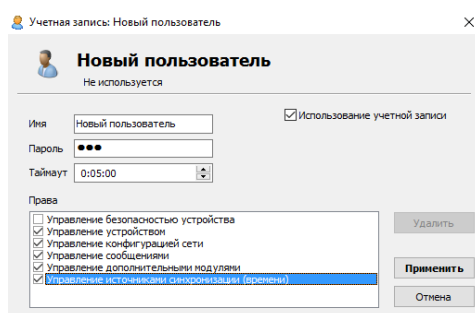 Учетная запись: Новый пользователь
Новый пользователь
Не используется
Имя
Новый пользователь
Использование учетной записи
Пароль
Таймаут
0:05:00
Права
Управление безопасностью устройства
Управление устройством
Управление конфигурацией сети
Управление сообщениями
Управление дополнительными модулями
Управление источниками синхронизации (времени)
Удалить
Применить
Отмена